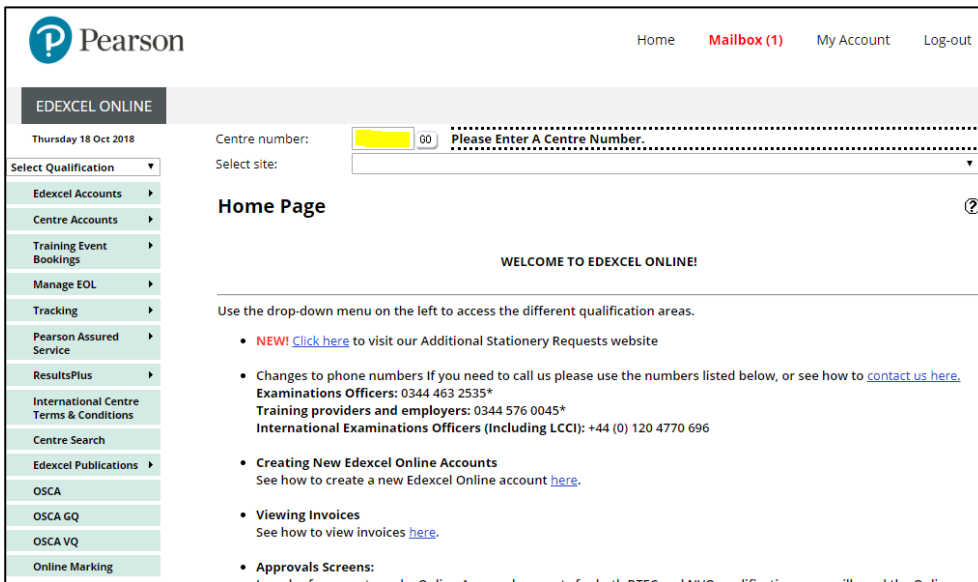 Pearson
Home Mailbox (1) My Account Log-out
EDEXCEL ONLINE
Thursday 18 Oct 2018
Centre number: GO Please Enter A Centre Number.
Select site:
Select Qualification
Edexcel Accounts
Centre Accounts
Training Event
Bookings
Manage EOL
Tracking
Pearson Assured
Service
ResultsPlus
International Centre
Terms & Conditions
Centre Search
Edexcel Publications
OSCA
OSCA GQ
OSCA VQ
Online Marking
Home Page
WELCOME TO EDEXCEL ONLINE!
Use the drop-down menu on the left to access the different qualification areas.
• NEW! Click here to visit our Additional Stationery Requests website
• Changes to phone numbers If you need to call us please use the numbers listed below, or see how to contact us here.
Examinations Officers: 0344 463 2535*
Training providers and employers: 0344 576 0045*
International Examinations Officers (Including LCCI): +44 (0) 120 4770 696
• Creating New Edexcel Online Accounts
See how to create a new Edexcel Online account here.
• Viewing Invoices
See how to view invoices here.
• Approvals Screens: